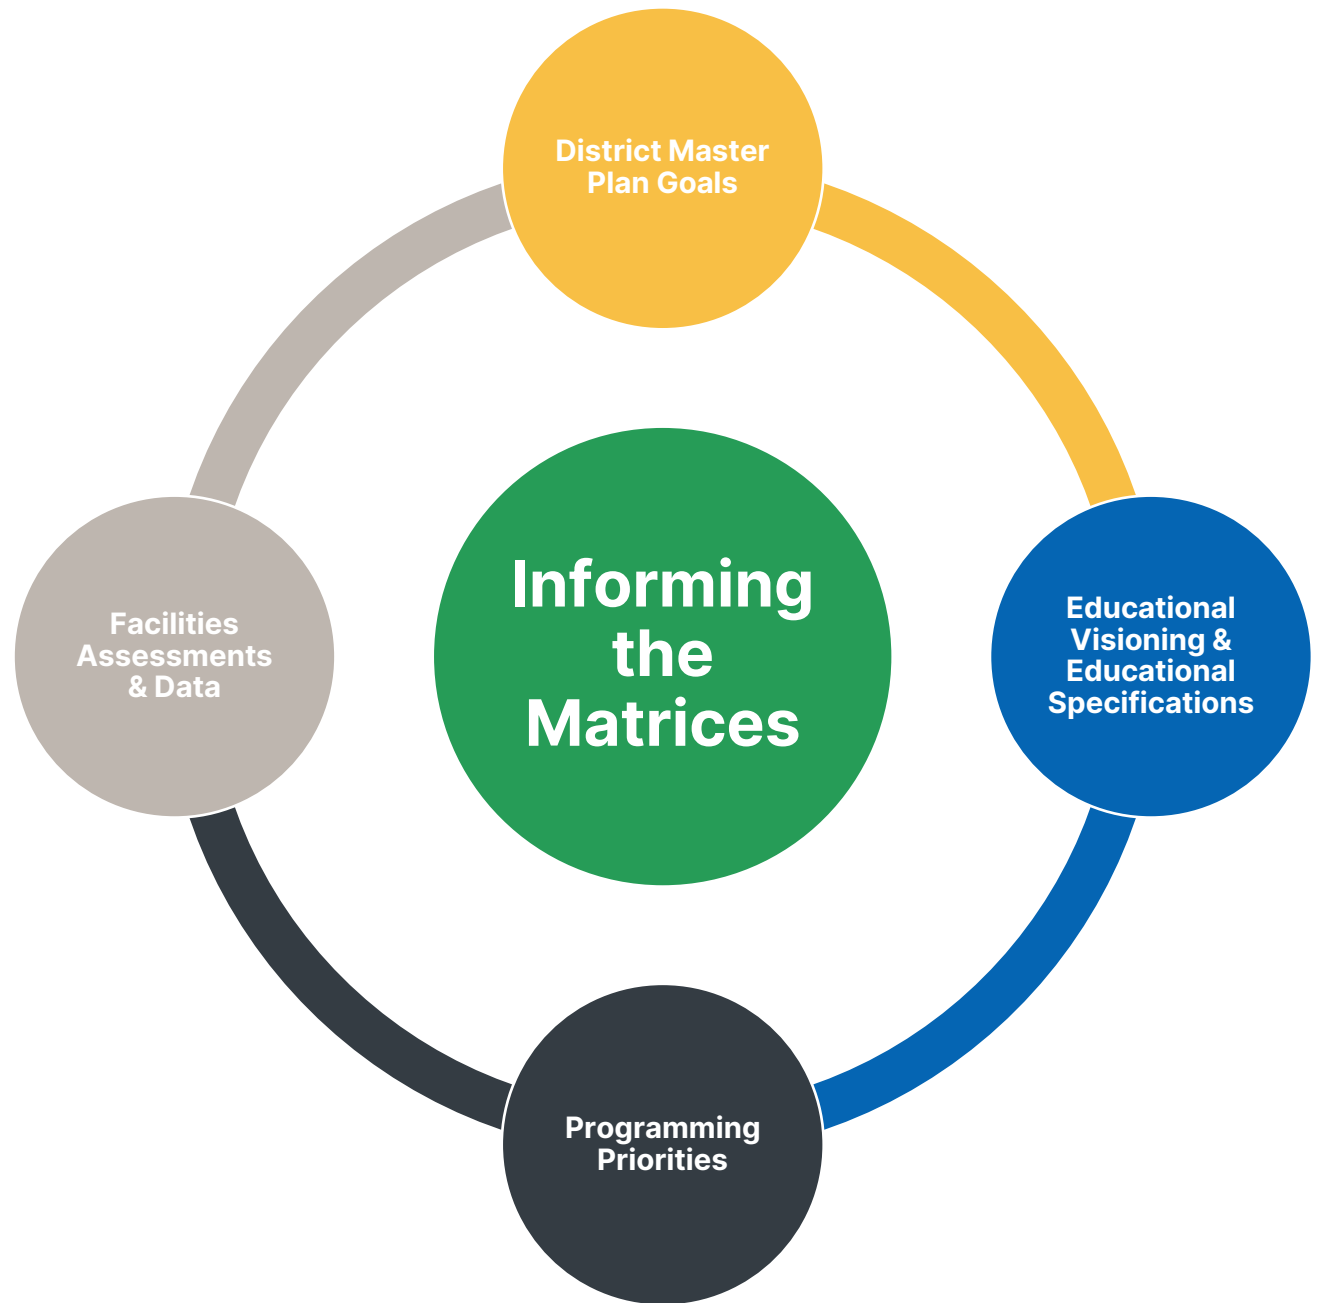 District Master
Plan Goals
Informing
the
Matrices
Educational
Visioning &
Educational
Specifications
Facilities
Assessments
& Data
Programming
Priorities